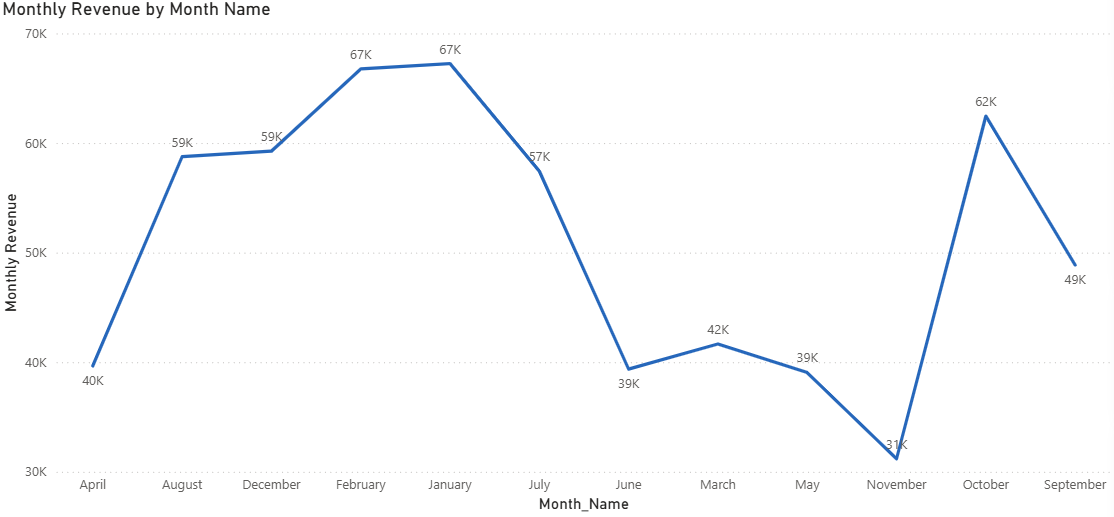 Monthly Revenue by Month Name
70K
60K
50K
40K
30K
Monthly Revenue
40K
59K
59K
67K
67K
57K
39K
42K
39K
31K
62K
49K
April August December February January July June March May November October September
Month_Name